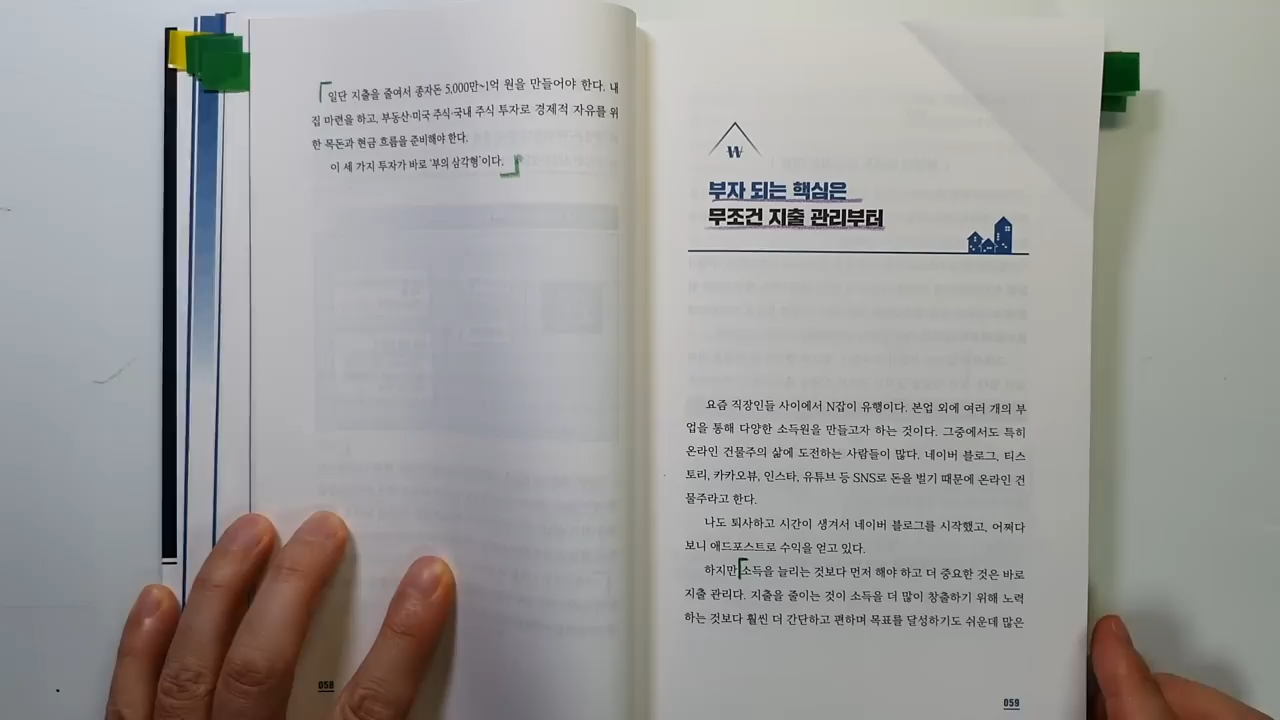 일단 지출을 줄여서 종자돈 5,000만~1억 원을 만들어야 한다. 내
집 마련을 하고, 부동산·미국 주식·국내 주식 투자로 경제적 자유를 위
한 목돈과 현금 흐름을 준비해야 한다.
이 세 가지 투자가 바로 '부의 삼각형'이다.
058
W
부자 되는 핵심은
무조건 지출 관리부터
요즘 직장인들 사이에서 N잡이 유행이다. 본업 외에 여러 개의 부
업을 통해 다양한 소득원을 만들고자 하는 것이다. 그중에서도 특히
온라인 건물주의 삶에 도전하는 사람들이 많다. 네이버 블로그, 티스
토리, 카카오뷰, 인스타, 유튜브 등 SNS로 돈을 벌기 때문에 온라인 건
물주라고 한다.
나도 퇴사하고 시간이 생겨서 네이버 블로그를 시작했고, 어쩌다
보니 애드포스트로 수익을 얻고 있다.
하지만 소득을 늘리는 것보다 먼저 해야 하고 더 중요한 것은 바로
지출 관리다. 지출을 줄이는 것이 소득을 더 많이 창출하기 위해 노력
하는 것보다 훨씬 더 간단하고 편하며 목표를 달성하기도 쉬운데 많은
059